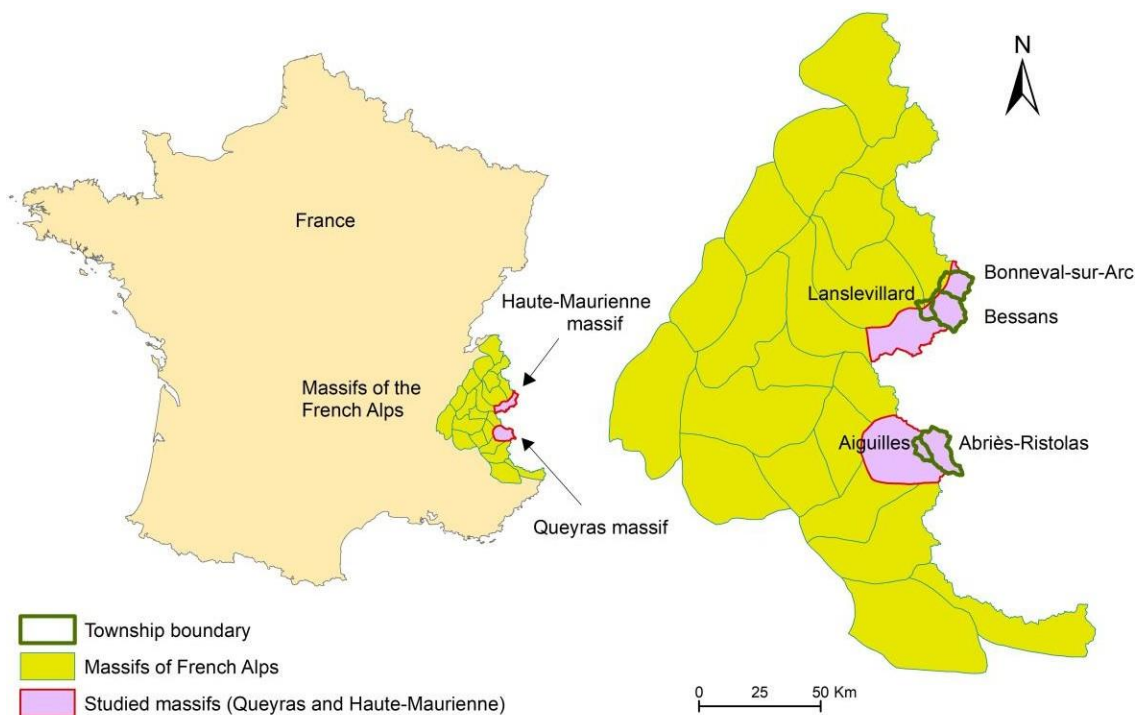 N
France
Haute-Maurienne
massif
Massifs of the
French Alps
Queyras massif
Bonneval-sur-Arc
Lanslevillard
Bessans
Aiguilles
Abriès-Ristolas
Township boundary
Massifs of French Alps
Studied massifs (Queyras and Haute-Maurienne)
0 25 50 Km